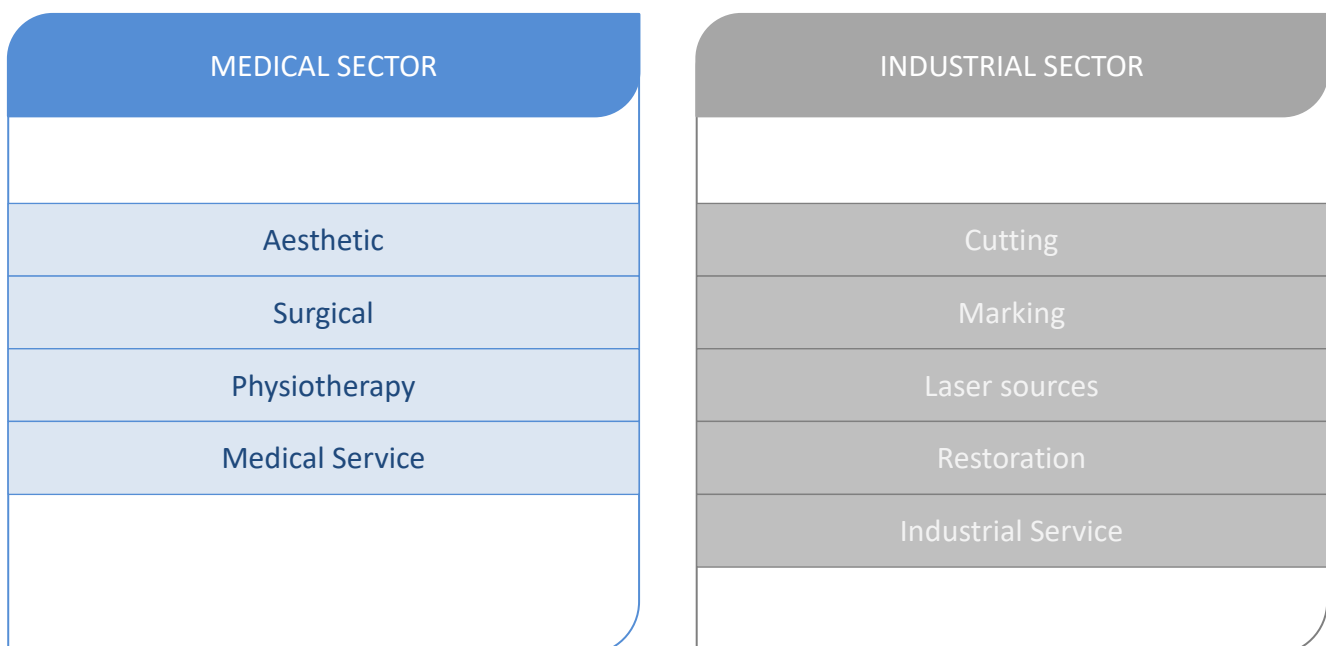 MEDICAL SECTOR
Aesthetic
Surgical
Physiotherapy
Medical Service
INDUSTRIAL SECTOR
Cutting
Marking
Laser sources
Restoration
Industrial Service